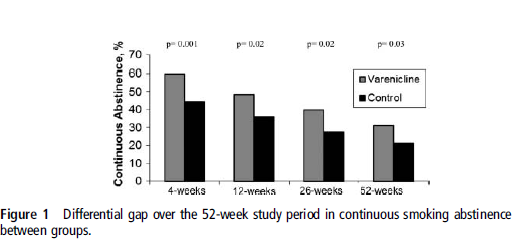 p= 0.001 p= 0.02 p= 0.02 p= 0.03
Continuous Abstinence, %
70
60
50
40
30
20
10
0
Varenicline
Control
4-weeks 12-weeks 26-weeks 52-weeks
Figure 1 Differential gap over the 52-week study period in continuous smoking abstinence
between groups.